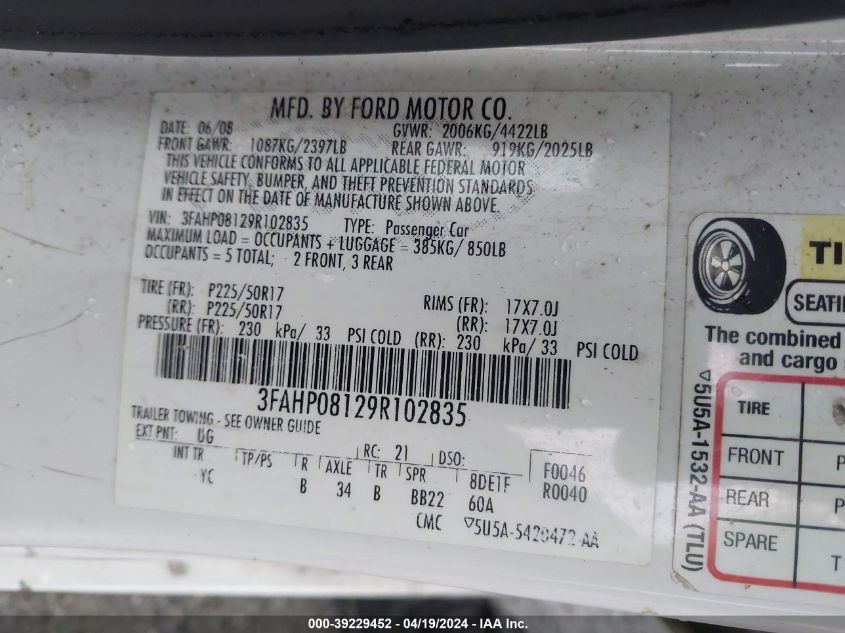 MFD. BY FORD MOTOR CO.
DATE: 06/08 GVWR: 2006KG/4422LB
FRONT GAWR: 1087KG/2397LB REAR GAWR: 919KG/2025LB
THIS VEHICLE CONFORMS TO ALL APPLICABLE FEDERAL MOTOR
VEHICLE SAFETY, BUMPER, AND THEFT PREVENTION STANDARDS
IN EFFECT ON THE DATE OF MANUFACTURE SHOWN ABOVE.
VIN: 3FAHP08129R102835 TYPE: Passenger Car
MAXIMUM LOAD = OCCUPANTS + LUGGAGE = 385KG/ 850LB
OCCUPANTS = 5 TOTAL; 2 FRONT, 3 REAR
TIRE (FR): P225/50R17 RIMS (FR): 17X7.0J
(RR): P225/50R17 (RR): 17X7.0J
PRESSURE (FR): 230 kPa/ 33 PSI COLD (RR): 230 kPa/ 33 PSI COLD
3FAHP08129R102835
TRAILER TOWING - SEE OWNER GUIDE
EXT PNT: UG RC: 21 DSO:
INT TR TP/PS R AXLE TR SPR 8DE1F F0046
YC B 34 B BB22 60A R0040
CMC ▽5U5A-5420472-AA
TI
SEATI
The combined
and cargo
TIRE
FRONT P
REAR P
SPARE T
▽5U5A-1532-AA (TLU)
000-39229452 - 04/19/2024 - IAA Inc.